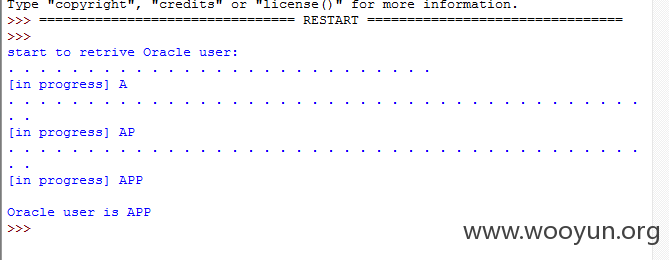 Type "copyright", "credits" or "license()" for more information.
>>> ================================ RESTART ================================
>>>
start to retrive Oracle user:
. . . . . . . . . . . . . . . . . . . . . . . . . . .
[in progress] A
. . . . . . . . . . . . . . . . . . . . . . . . . . . . . . . . . . . . . . . .
. .
[in progress] AP
. . . . . . . . . . . . . . . . . . . . . . . . . . . . . . . . . . . . . . . .
. .
[in progress] APP
Oracle user is APP
>>>
www.wooyun.org